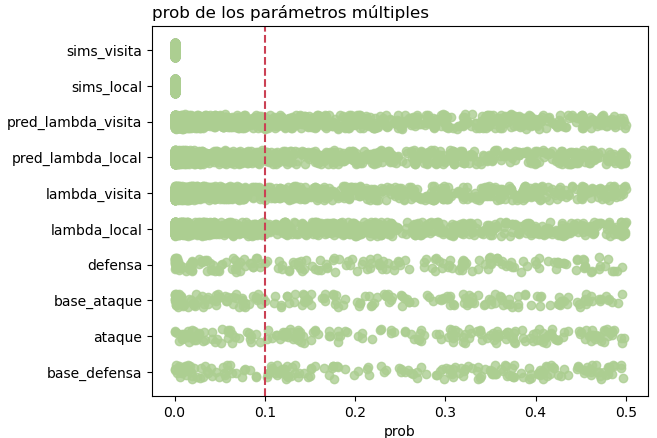 prob de los parámetros múltiples
sims_visita
sims_local
pred_lambda_visita
pred_lambda_local
lambda_visita
lambda_local
defensa
base_ataque
ataque
base_defensa
0.0 0.1 0.2 0.3 0.4 0.5
prob